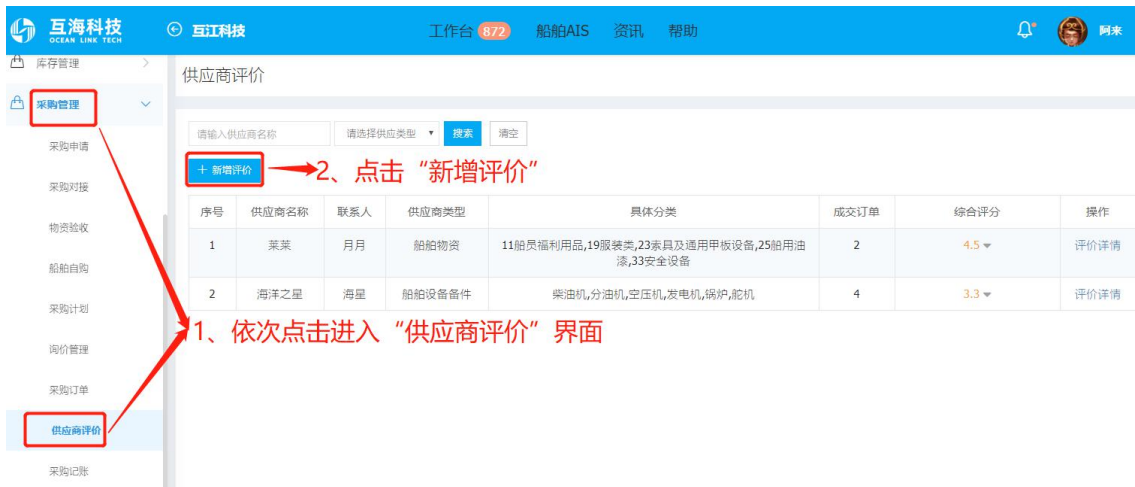 互海科技
OCEAN LINK TECH
互江科技
工作台 872 船舶AIS 资讯 帮助
阿来
库存管理
采购管理
采购申请
采购对接
物资验收
船舶自购
采购计划
询价管理
采购订单
供应商评价
采购记账
供应商评价
请输入供应商名称 请选择供应类型 搜索 清空
+ 新增评价
2、点击“新增评价”
序号 供应商名称 联系人 供应商类型 具体分类 成交订单 综合评分 操作
1 莱莱 月月 船舶物资 11船员福利用品,19服装类,23索具及通用甲板设备,25船用油
漆,33安全设备 2 4.5 评价详情
2 海洋之星 海星 船舶设备备件 柴油机,分油机,空压机,发电机,锅炉,舵机 4 3.3 评价详情
1、依次点击进入“供应商评价”界面